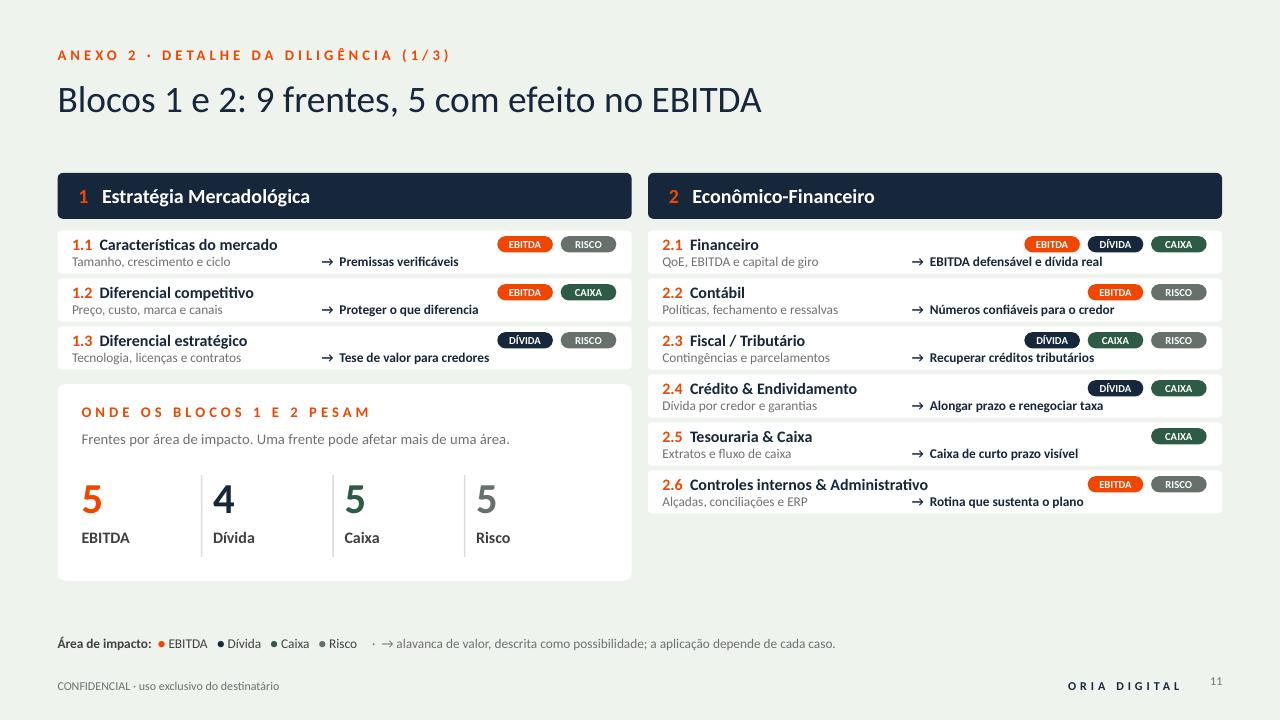 ANEXO 2 · DETALHE DA DILIGÊNCIA (1/3)
Blocos 1 e 2: 9 frentes, 5 com efeito no EBITDA
1 Estratégia Mercadológica
1.1 Características do mercado EBITDA RISCO
Tamanho, crescimento e ciclo → Premissas verificáveis
1.2 Diferencial competitivo EBITDA CAIXA
Preço, custo, marca e canais → Proteger o que diferencia
1.3 Diferencial estratégico DÍVIDA RISCO
Tecnologia, licenças e contratos → Tese de valor para credores
ONDE OS BLOCOS 1 E 2 PESAM
Frentes por área de impacto. Uma frente pode afetar mais de uma área.
5 4 5 5
EBITDA Dívida Caixa Risco
2 Econômico-Financeiro
2.1 Financeiro EBITDA DÍVIDA CAIXA
QoE, EBITDA e capital de giro → EBITDA defensável e dívida real
2.2 Contábil EBITDA RISCO
Políticas, fechamento e ressalvas → Números confiáveis para o credor
2.3 Fiscal / Tributário DÍVIDA CAIXA RISCO
Contingências e parcelamentos → Recuperar créditos tributários
2.4 Crédito & Endividamento DÍVIDA CAIXA
Dívida por credor e garantias → Alongar prazo e renegociar taxa
2.5 Tesouraria & Caixa CAIXA
Extratos e fluxo de caixa → Caixa de curto prazo visível
2.6 Controles internos & Administrativo EBITDA RISCO
Alçadas, conciliações e ERP → Rotina que sustenta o plano
Área de impacto: ● EBITDA ● Dívida ● Caixa ● Risco · → alavanca de valor, descrita como possibilidade; a aplicação depende de cada caso.
CONFIDENCIAL · uso exclusivo do destinatário ORIA DIGITAL 11